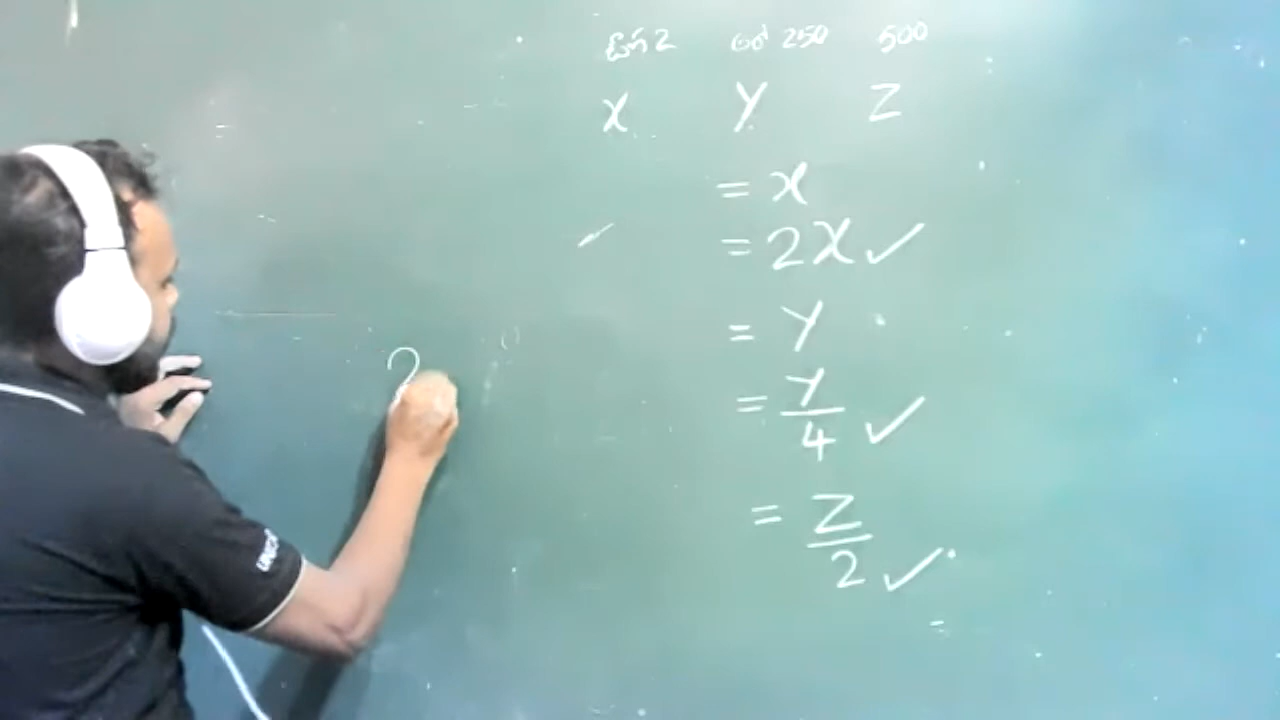 250 500
X Y Z
= x
= 2x ✓
= y
= y/4 ✓
2
= Z/2 ✓